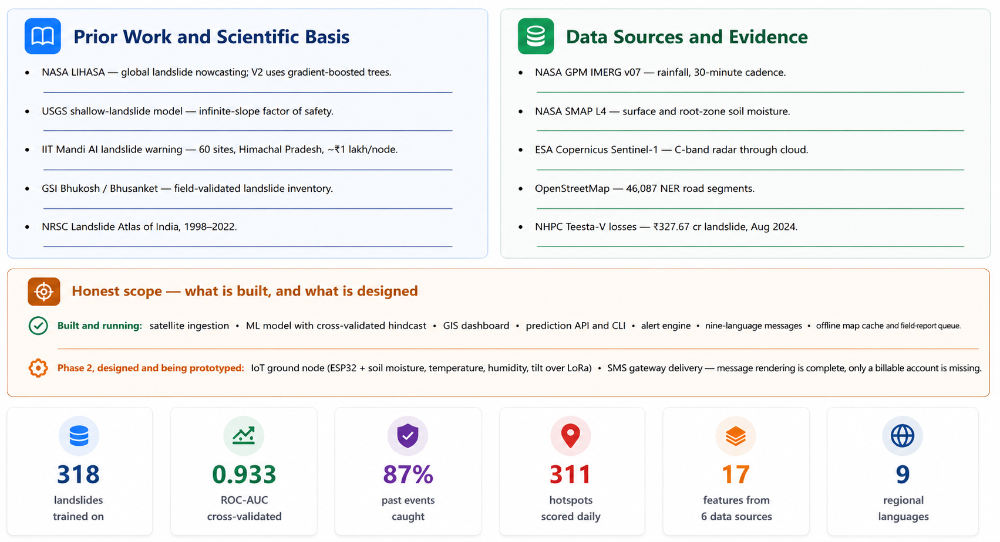 Prior Work and Scientific Basis
• NASA LIHASA — global landslide nowcasting; V2 uses gradient-boosted trees.
• USGS shallow-landslide model — infinite-slope factor of safety.
• IIT Mandi AI landslide warning — 60 sites, Himachal Pradesh, ~₹1 lakh/node.
• GSI Bhukosh / Bhusanket — field-validated landslide inventory.
• NRSC Landslide Atlas of India, 1998–2022.
Data Sources and Evidence
• NASA GPM IMERG v07 — rainfall, 30-minute cadence.
• NASA SMAP L4 — surface and root-zone soil moisture.
• ESA Copernicus Sentinel-1 — C-band radar through cloud.
• OpenStreetMap — 46,087 NER road segments.
• NHPC Teesta-V losses — ₹327.67 cr landslide, Aug 2024.
Honest scope — what is built, and what is designed
Built and running: satellite ingestion • ML model with cross-validated hindcast • GIS dashboard • prediction API and CLI • alert engine • nine-language messages • offline map cache and field-report queue.
Phase 2, designed and being prototyped: IoT ground node (ESP32 + soil moisture, temperature, humidity, tilt over LoRa) • SMS gateway delivery — message rendering is complete, only a billable account is missing.
318
landslides
trained on
0.933
ROC-AUC
cross-validated
87%
past events
caught
311
hotspots
scored daily
17
features from
6 data sources
9
regional
languages